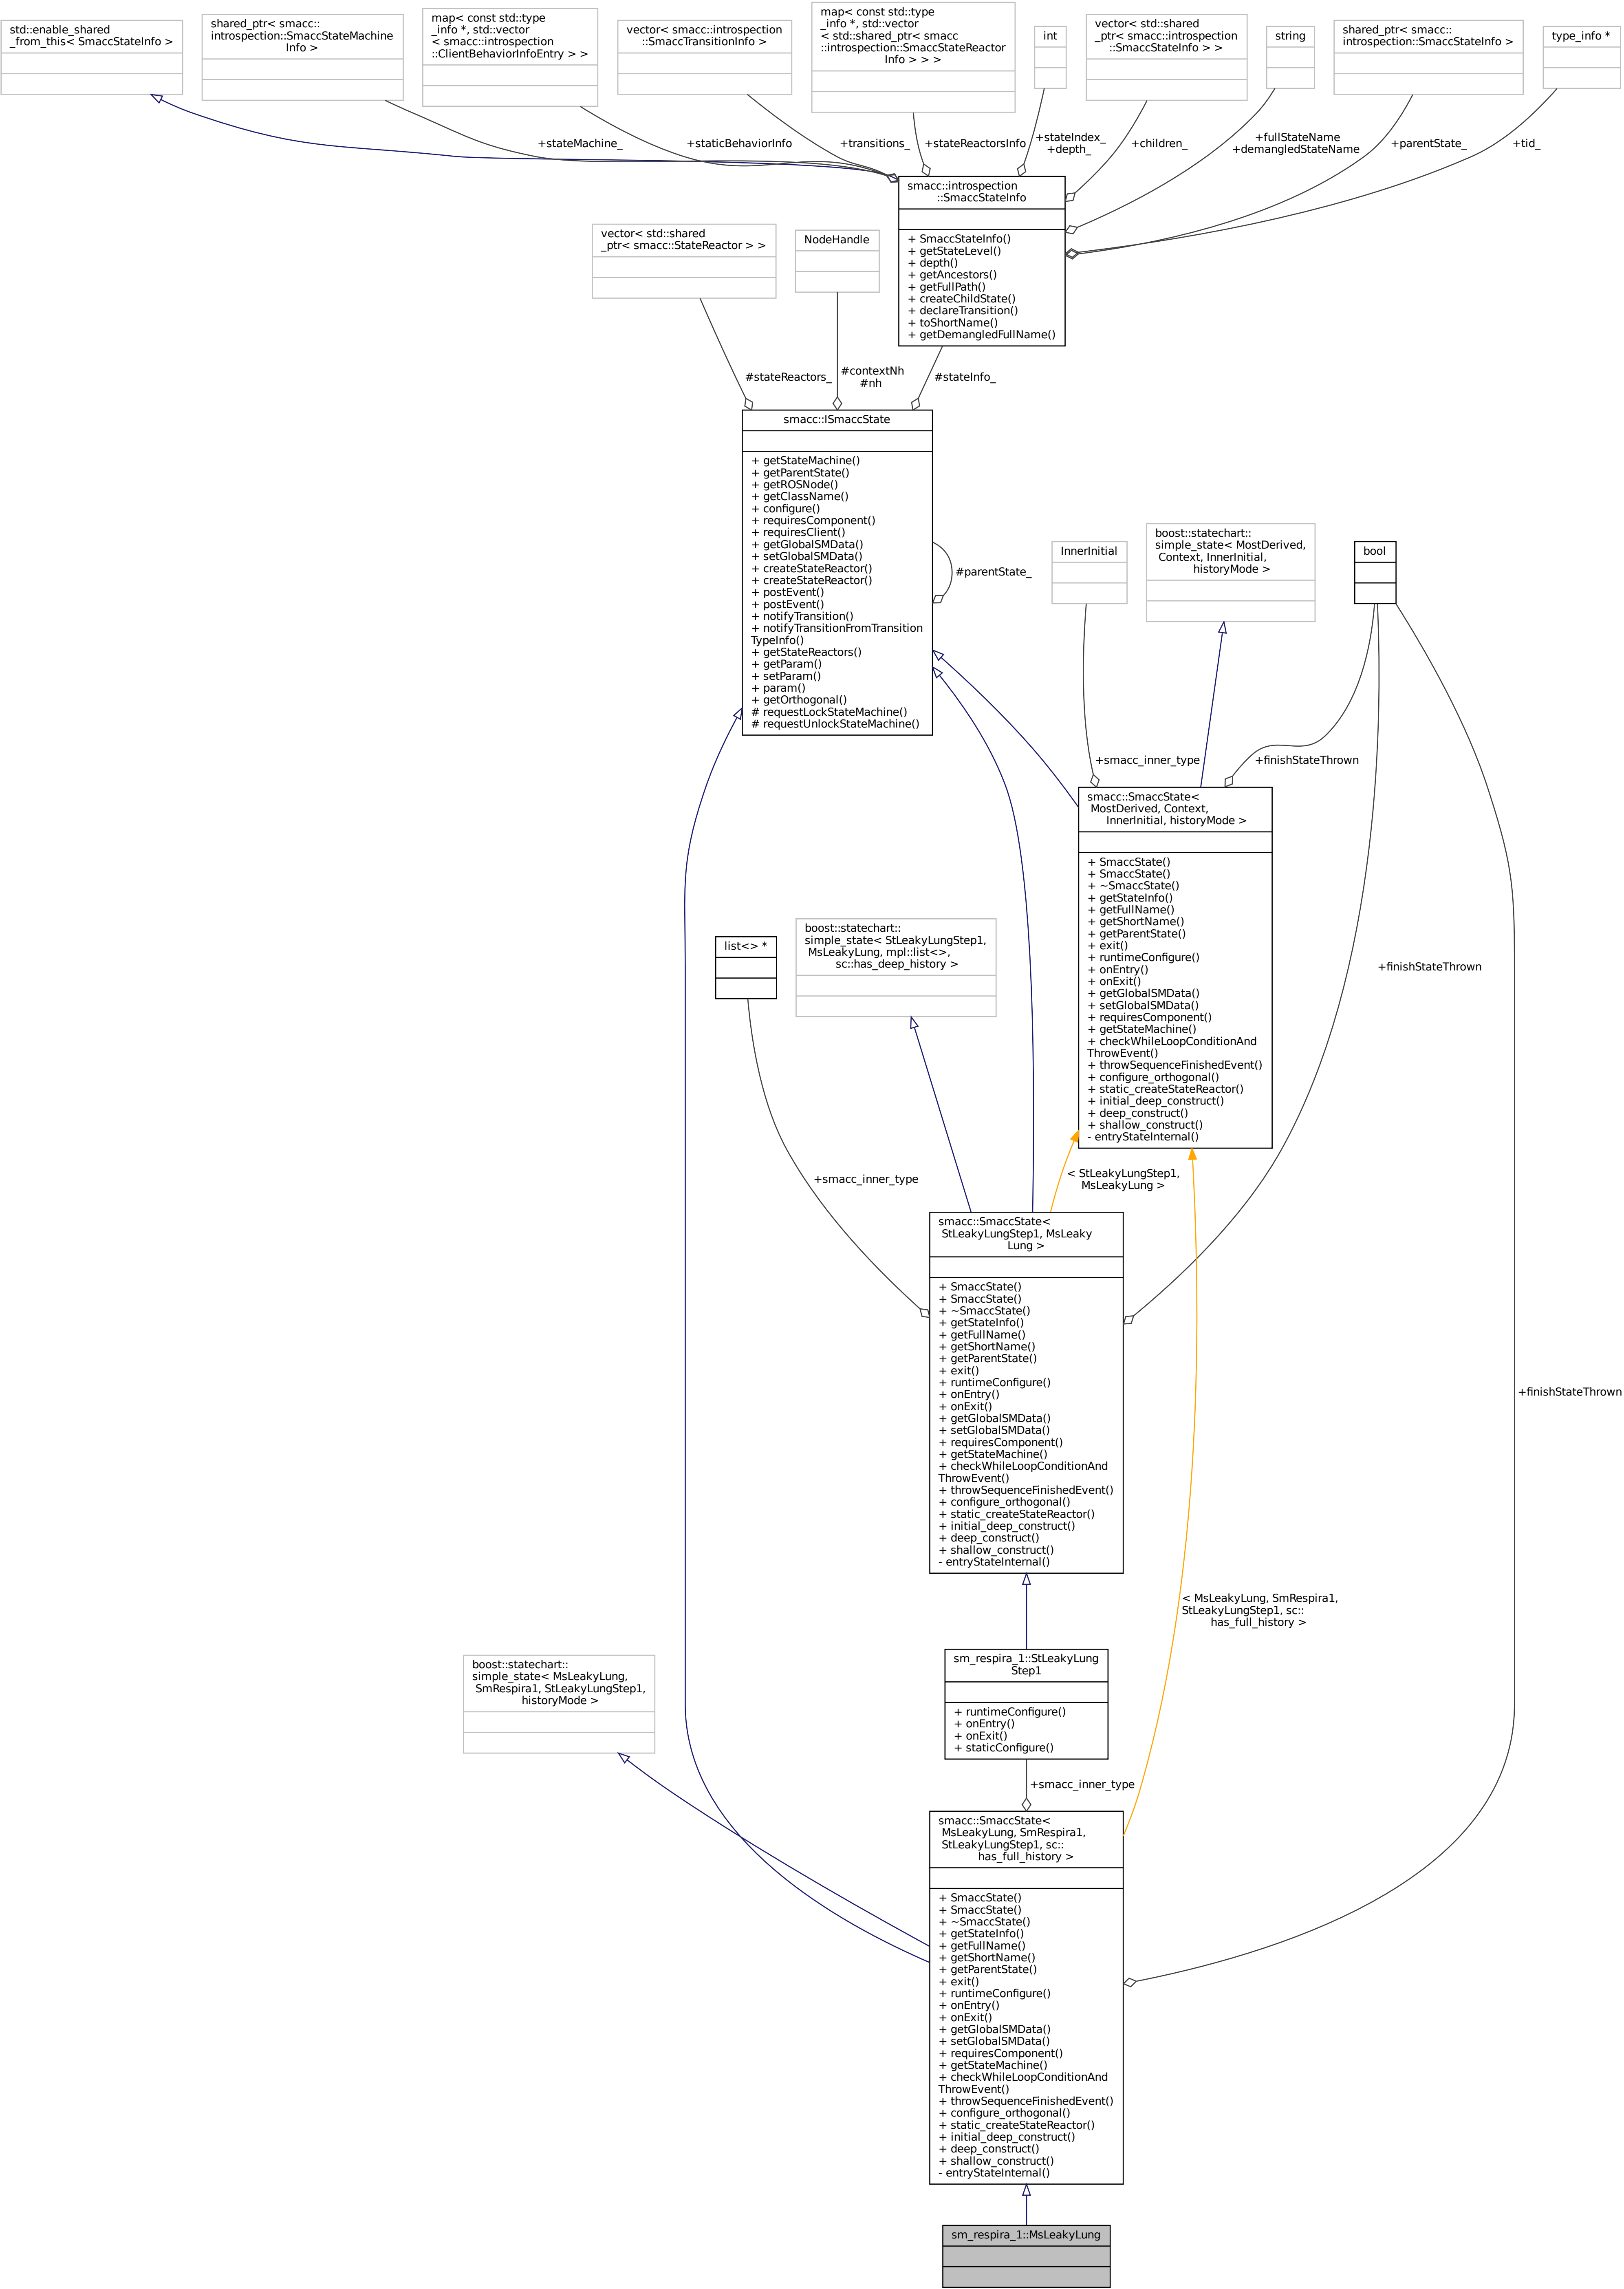 std::enable_shared
_from_this< SmaccStateInfo >
shared_ptr< smacc::
introspection::SmaccStateMachine
Info >
map< const std::type
_info *, std::vector
< smacc::introspection
::ClientBehaviorInfoEntry > >
vector< smacc::introspection
::SmaccTransitionInfo >
map< const std::type
_info *, std::vector
< std::shared_ptr< smacc
::introspection::SmaccStateReactor
Info > > >
int
vector< std::shared
_ptr< smacc::introspection
::SmaccStateInfo > >
string
shared_ptr< smacc::
introspection::SmaccStateInfo >
type_info *
+stateMachine_
+staticBehaviorInfo
+transitions_
+stateReactorsInfo
+stateIndex_
+depth_
+children_
+fullStateName
+demangledStateName
+parentState_
+tid_
smacc::introspection
::SmaccStateInfo
+ SmaccStateInfo()
+ getStateLevel()
+ depth()
+ getAncestors()
+ getFullPath()
+ createChildState()
+ declareTransition()
+ toShortName()
+ getDemangledFullName()
vector< std::shared
_ptr< smacc::StateReactor > >
NodeHandle
#stateReactors_
#contextNh
#nh
#stateInfo_
smacc::ISmaccState
+ getStateMachine()
+ getParentState()
+ getROSNode()
+ getClassName()
+ configure()
+ requiresComponent()
+ requiresClient()
+ getGlobalSMData()
+ setGlobalSMData()
+ createStateReactor()
+ createStateReactor()
+ postEvent()
+ postEvent()
+ notifyTransition()
+ notifyTransitionFromTransition
TypeInfo()
+ getStateReactors()
+ getParam()
+ setParam()
+ param()
+ getOrthogonal()
# requestLockStateMachine()
# requestUnlockStateMachine()
#parentState_
InnerInitial
boost::statechart::
simple_state< MostDerived,
Context, InnerInitial,
historyMode >
bool
+smacc_inner_type
+finishStateThrown
smacc::SmaccState<
MostDerived, Context,
InnerInitial, historyMode >
+ SmaccState()
+ SmaccState()
+ ~SmaccState()
+ getStateInfo()
+ getFullName()
+ getShortName()
+ getParentState()
+ exit()
+ runtimeConfigure()
+ onEntry()
+ onExit()
+ getGlobalSMData()
+ setGlobalSMData()
+ requiresComponent()
+ getStateMachine()
+ checkWhileLoopConditionAnd
ThrowEvent()
+ throwSequenceFinishedEvent()
+ configure_orthogonal()
+ static_createStateReactor()
+ initial_deep_construct()
+ deep_construct()
+ shallow_construct()
- entryStateInternal()
list<> *
boost::statechart::
simple_state< StLeakyLungStep1,
MsLeakyLung, mpl::list<>,
sc::has_deep_history >
+finishStateThrown
+smacc_inner_type
< StLeakyLungStep1,
MsLeakyLung >
smacc::SmaccState<
StLeakyLungStep1, MsLeaky
Lung >
+ SmaccState()
+ SmaccState()
+ ~SmaccState()
+ getStateInfo()
+ getFullName()
+ getShortName()
+ getParentState()
+ exit()
+ runtimeConfigure()
+ onEntry()
+ onExit()
+ getGlobalSMData()
+ setGlobalSMData()
+ requiresComponent()
+ getStateMachine()
+ checkWhileLoopConditionAnd
ThrowEvent()
+ throwSequenceFinishedEvent()
+ configure_orthogonal()
+ static_createStateReactor()
+ initial_deep_construct()
+ deep_construct()
+ shallow_construct()
- entryStateInternal()
+finishStateThrown
< MsLeakyLung, SmRespira1,
StLeakyLungStep1, sc::
has_full_history >
boost::statechart::
simple_state< MsLeakyLung,
SmRespira1, StLeakyLungStep1,
historyMode >
sm_respira_1::StLeakyLung
Step1
+ runtimeConfigure()
+ onEntry()
+ onExit()
+ staticConfigure()
+smacc_inner_type
smacc::SmaccState<
MsLeakyLung, SmRespira1,
StLeakyLungStep1, sc::
has_full_history >
+ SmaccState()
+ SmaccState()
+ ~SmaccState()
+ getStateInfo()
+ getFullName()
+ getShortName()
+ getParentState()
+ exit()
+ runtimeConfigure()
+ onEntry()
+ onExit()
+ getGlobalSMData()
+ setGlobalSMData()
+ requiresComponent()
+ getStateMachine()
+ checkWhileLoopConditionAnd
ThrowEvent()
+ throwSequenceFinishedEvent()
+ configure_orthogonal()
+ static_createStateReactor()
+ initial_deep_construct()
+ deep_construct()
+ shallow_construct()
- entryStateInternal()
sm_respira_1::MsLeakyLung